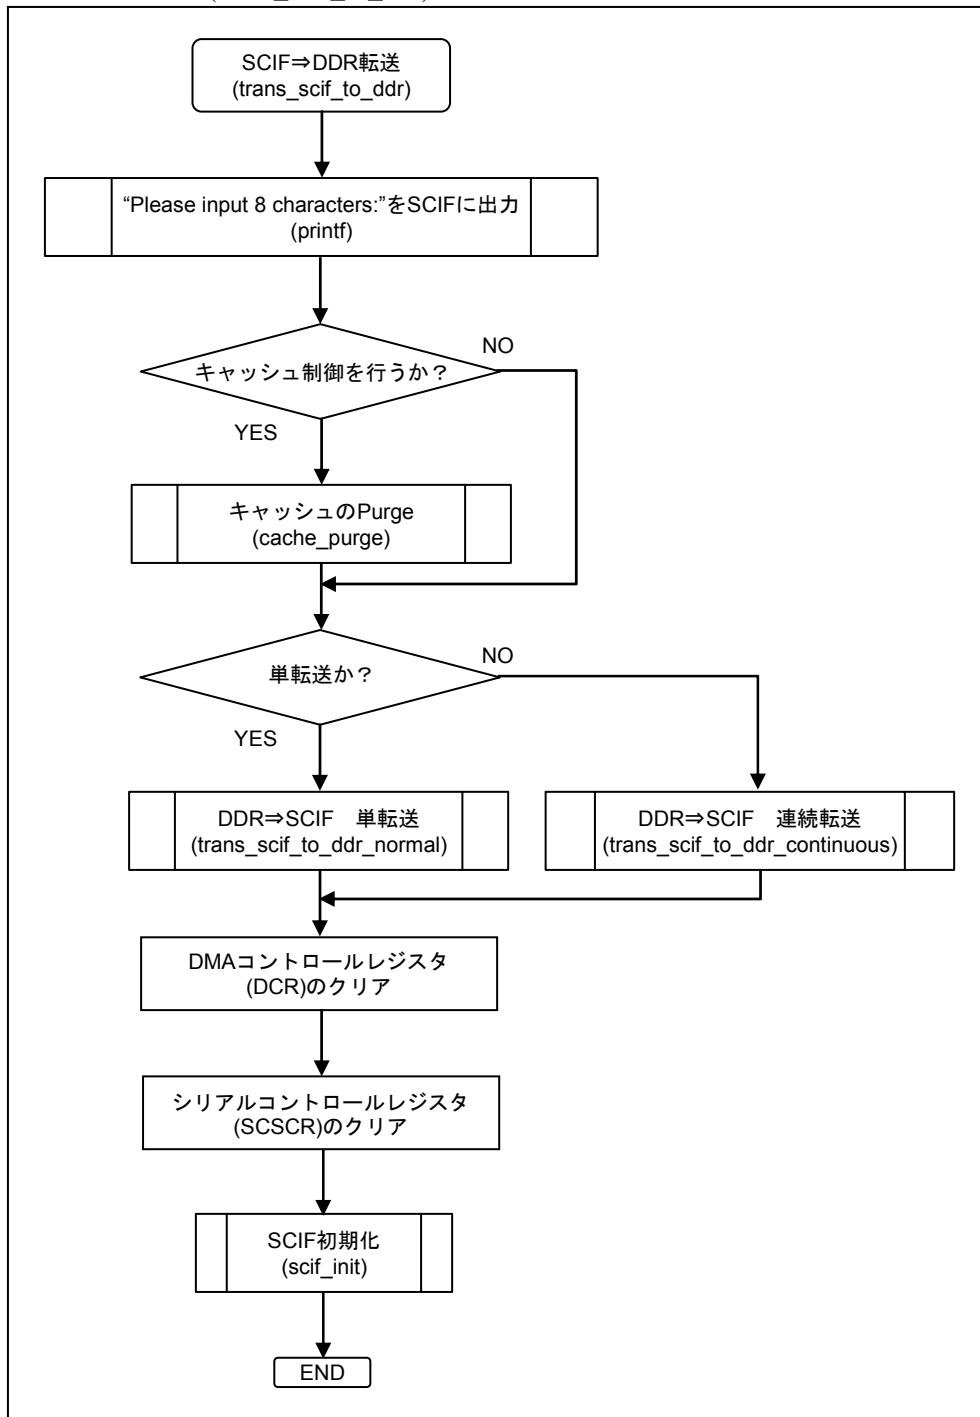 SCIF⇒DDR転送
(trans_scif_to_ddr)
“Please input 8 characters:”をSCIFに出力
(printf)
キャッシュ制御を行うか？
NO
YES
キャッシュのPurge
(cache_purge)
単転送か？
NO
YES
DDR⇒SCIF　単転送
(trans_scif_to_ddr_normal)
DDR⇒SCIF　連続転送
(trans_scif_to_ddr_continuous)
DMAコントロールレジスタ
(DCR)のクリア
シリアルコントロールレジスタ
(SCSCR)のクリア
SCIF初期化
(scif_init)
END